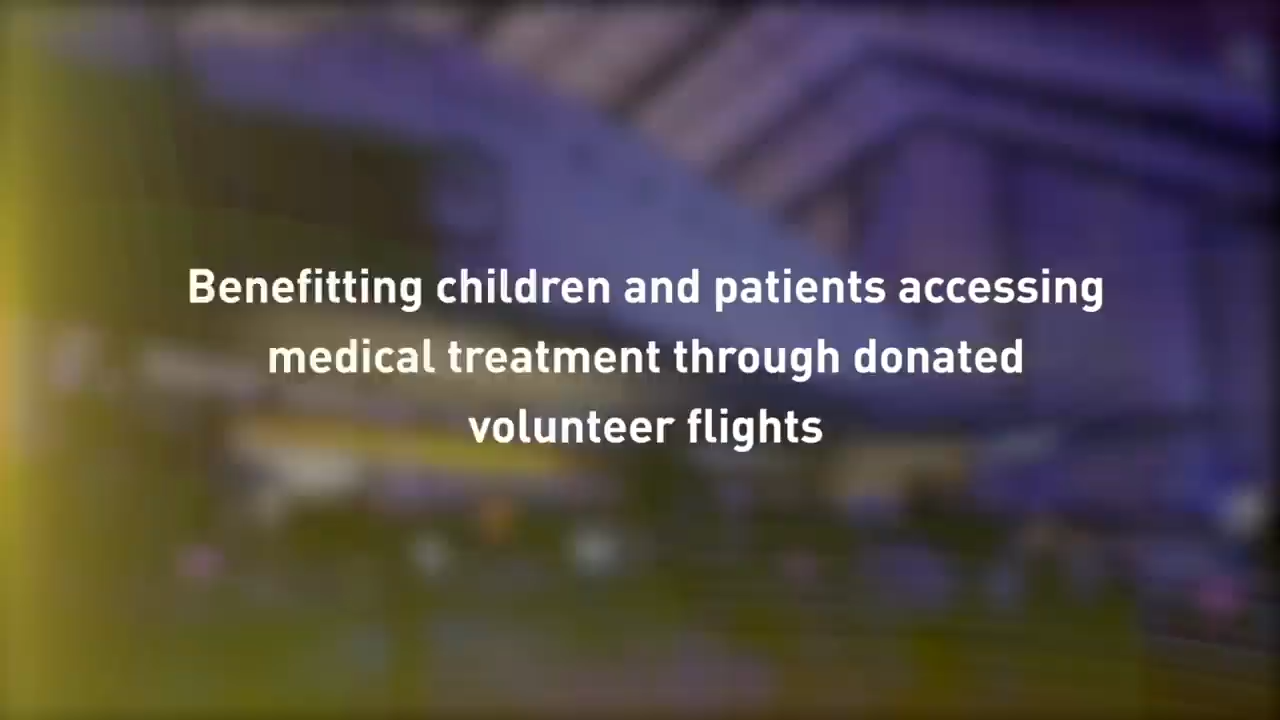 Benefitting children and patients accessing
medical treatment through donated
volunteer flights